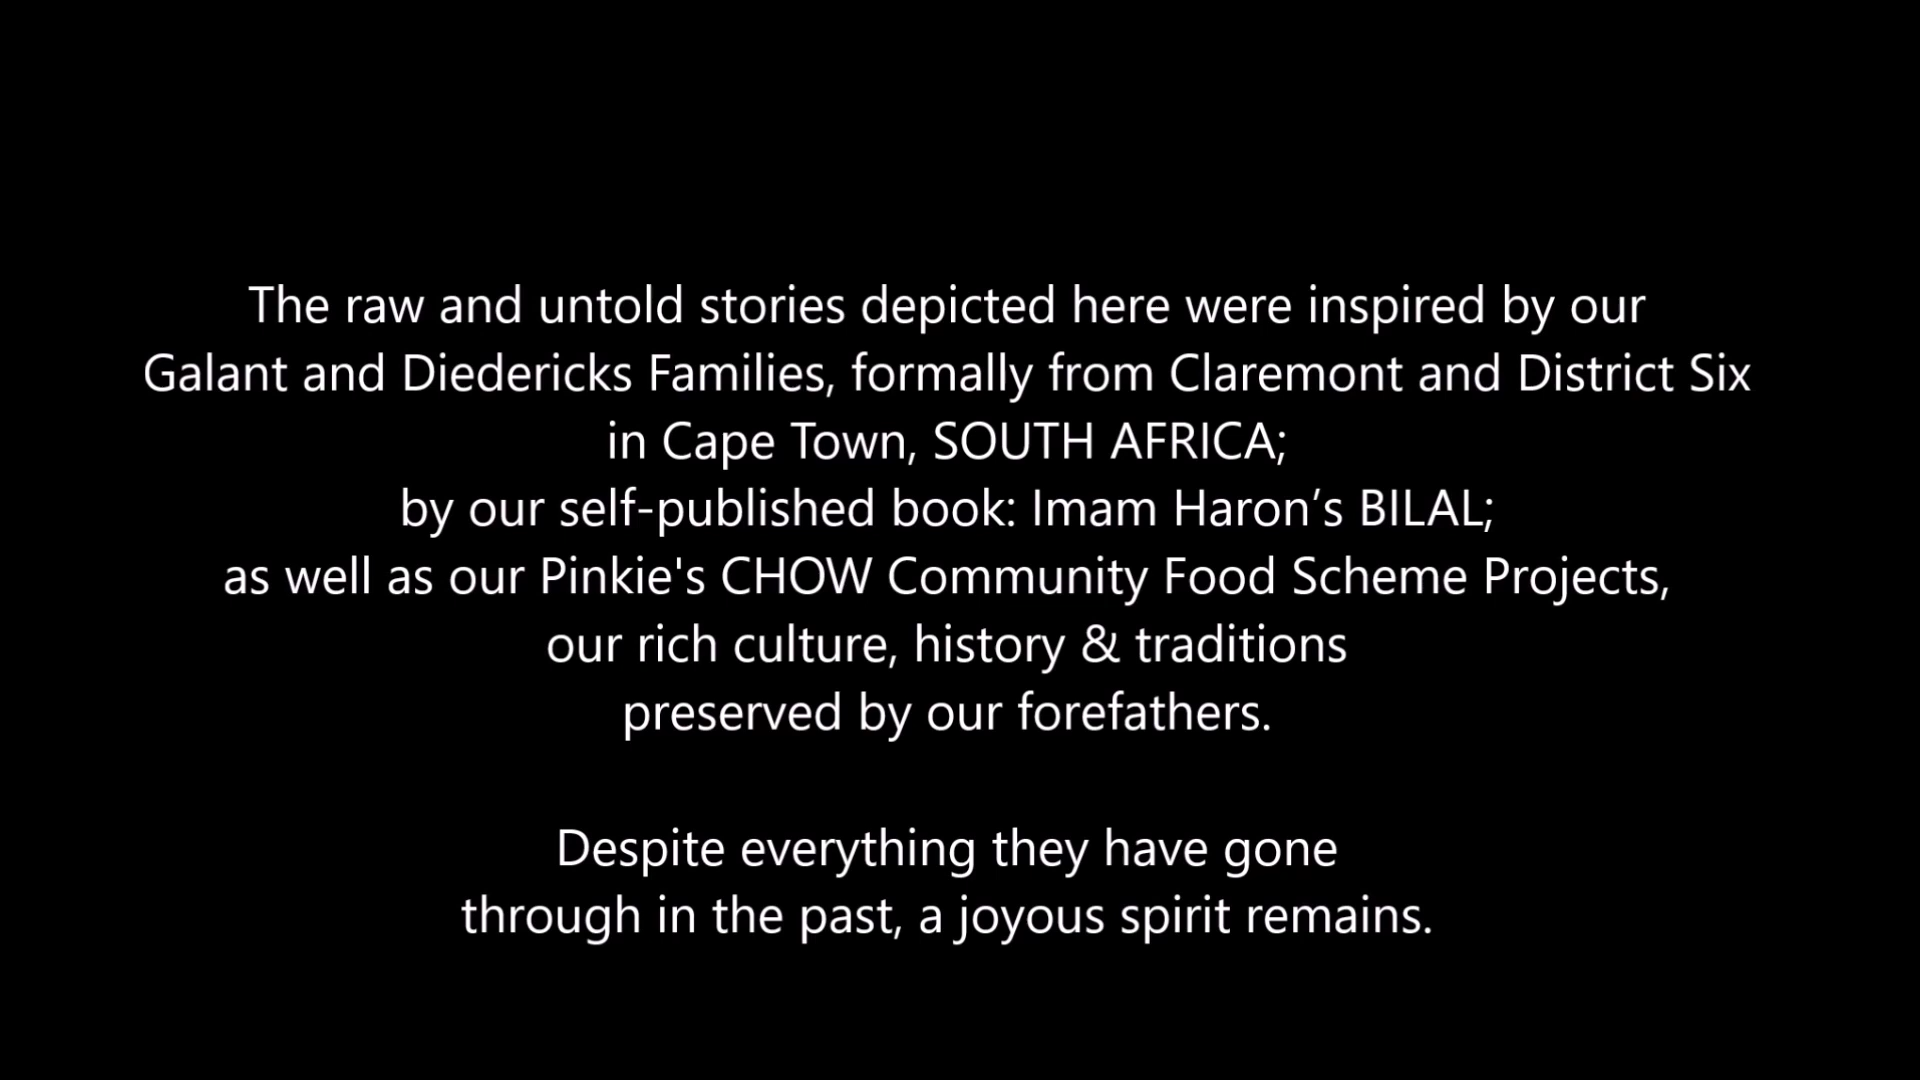 The raw and untold stories depicted here were inspired by our
Galant and Diedericks Families, formally from Claremont and District Six
in Cape Town, SOUTH AFRICA;
by our self-published book: Imam Haron’s BILAL;
as well as our Pinkie's CHOW Community Food Scheme Projects,
our rich culture, history & traditions
preserved by our forefathers.
Despite everything they have gone
through in the past, a joyous spirit remains.